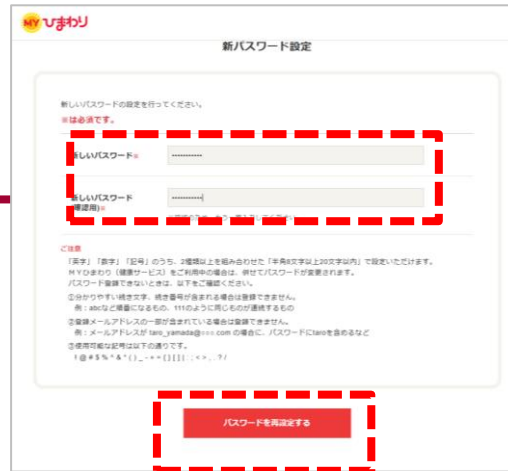 MYひまわり
新パスワード設定
新しいパスワードの設定を行ってください。
※は必須です。
新しいパスワード※
-----------
新しいパスワード
(確認用)※
-----------
ご注意
「英字」「数字」「記号」のうち、2種類以上を組み合わせた「半角8文字以上20文字以内」で設定いただけます。
MYひまわり（健康サービス）をご利用中の場合は、併せてパスワードが変更されます。
パスワード登録できないときは、以下をご確認ください。
①分かりやすい続き文字、続き番号が含まれる場合は登録できません。
例：abcなど順番になるもの、111のように同じものが連続するもの
②登録メールアドレスの一部が含まれている場合は登録できません。
例：メールアドレスが taro_yamada@○○○.com の場合に、パスワードにtaroを含めるなど
③使用可能な記号は以下の通りです。
パスワードを再設定する